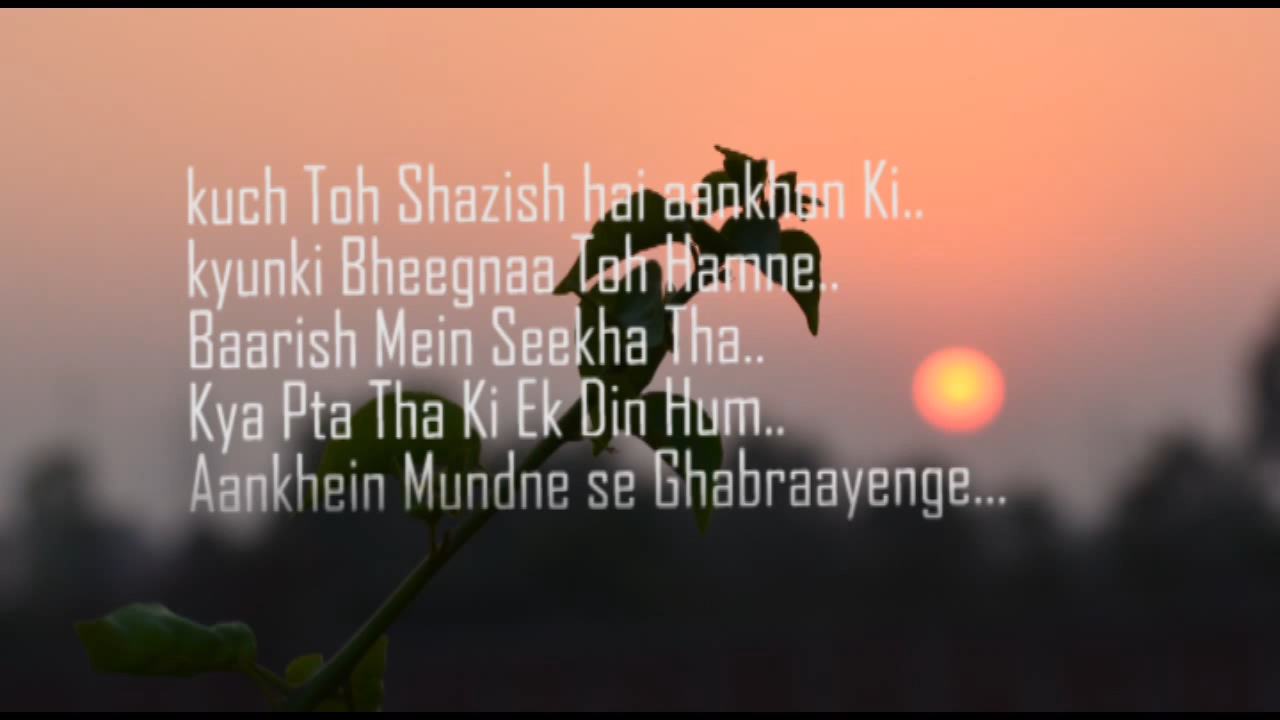 kuch Toh Shazish hai aankhon Ki..
kyunki Bheegnaa Toh Hamne..
Baarish Mein Seekha Tha..
Kya Pta Tha Ki Ek Din Hum..
Aankhein Mundne se Ghabraayenge...